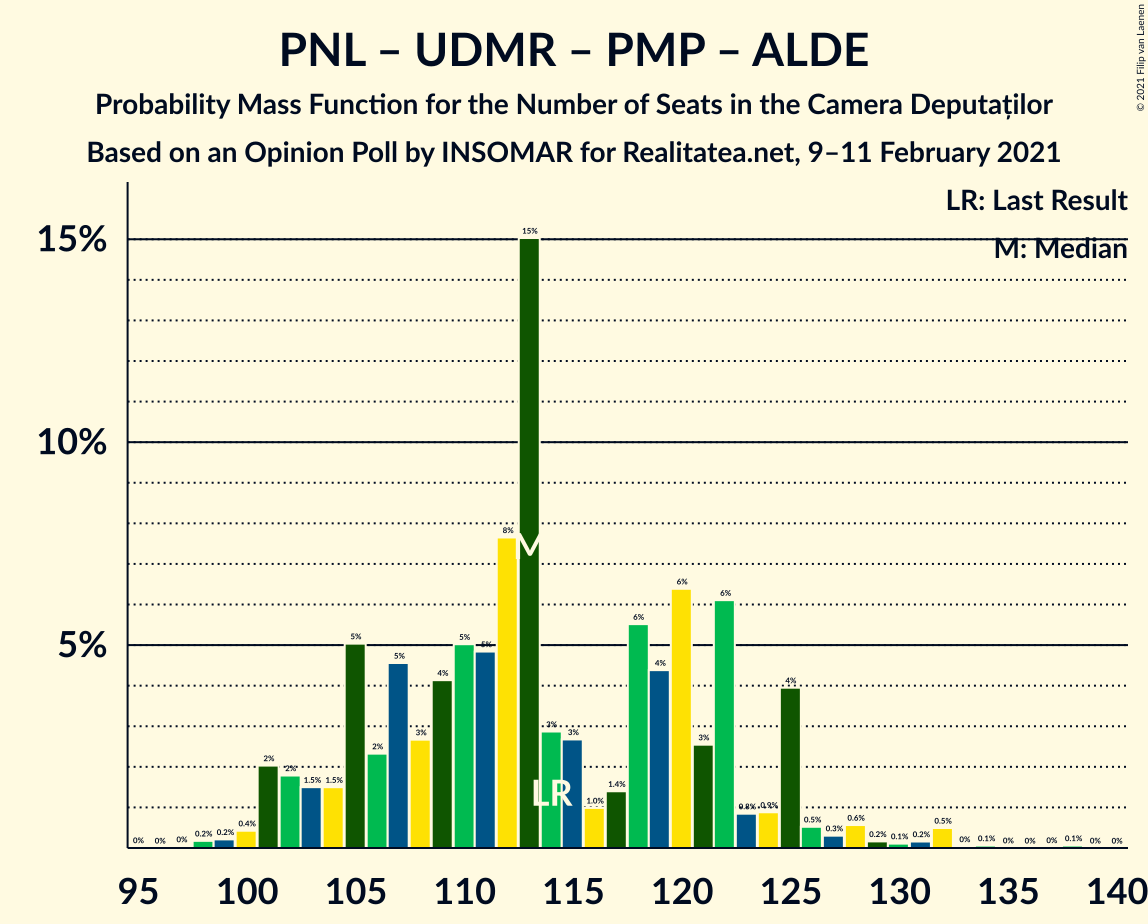 PNL – UDMR – PMP – ALDE
Probability Mass Function for the Number of Seats in the Camera Deputaților
Based on an Opinion Poll by INSOMAR for Realitatea.net, 9–11 February 2021
© 2021 Filip van Laenen
LR: Last Result
M: Median
15%
10%
5%
0% 0% 0% 0.2% 0.2% 0.4% 2% 2% 1.5% 1.5% 5% 2% 5% 3% 4% 5% 5% 8% 15% 3% 3% 1.0% 1.4% 6% 4% 6% 3% 6% 0.8% 0.9% 4% 0.5% 0.3% 0.6% 0.2% 0.1% 0.2% 0.5% 0% 0.1% 0% 0% 0% 0.1% 0% 0%
M
LR
95 100 105 110 115 120 125 130 135 140